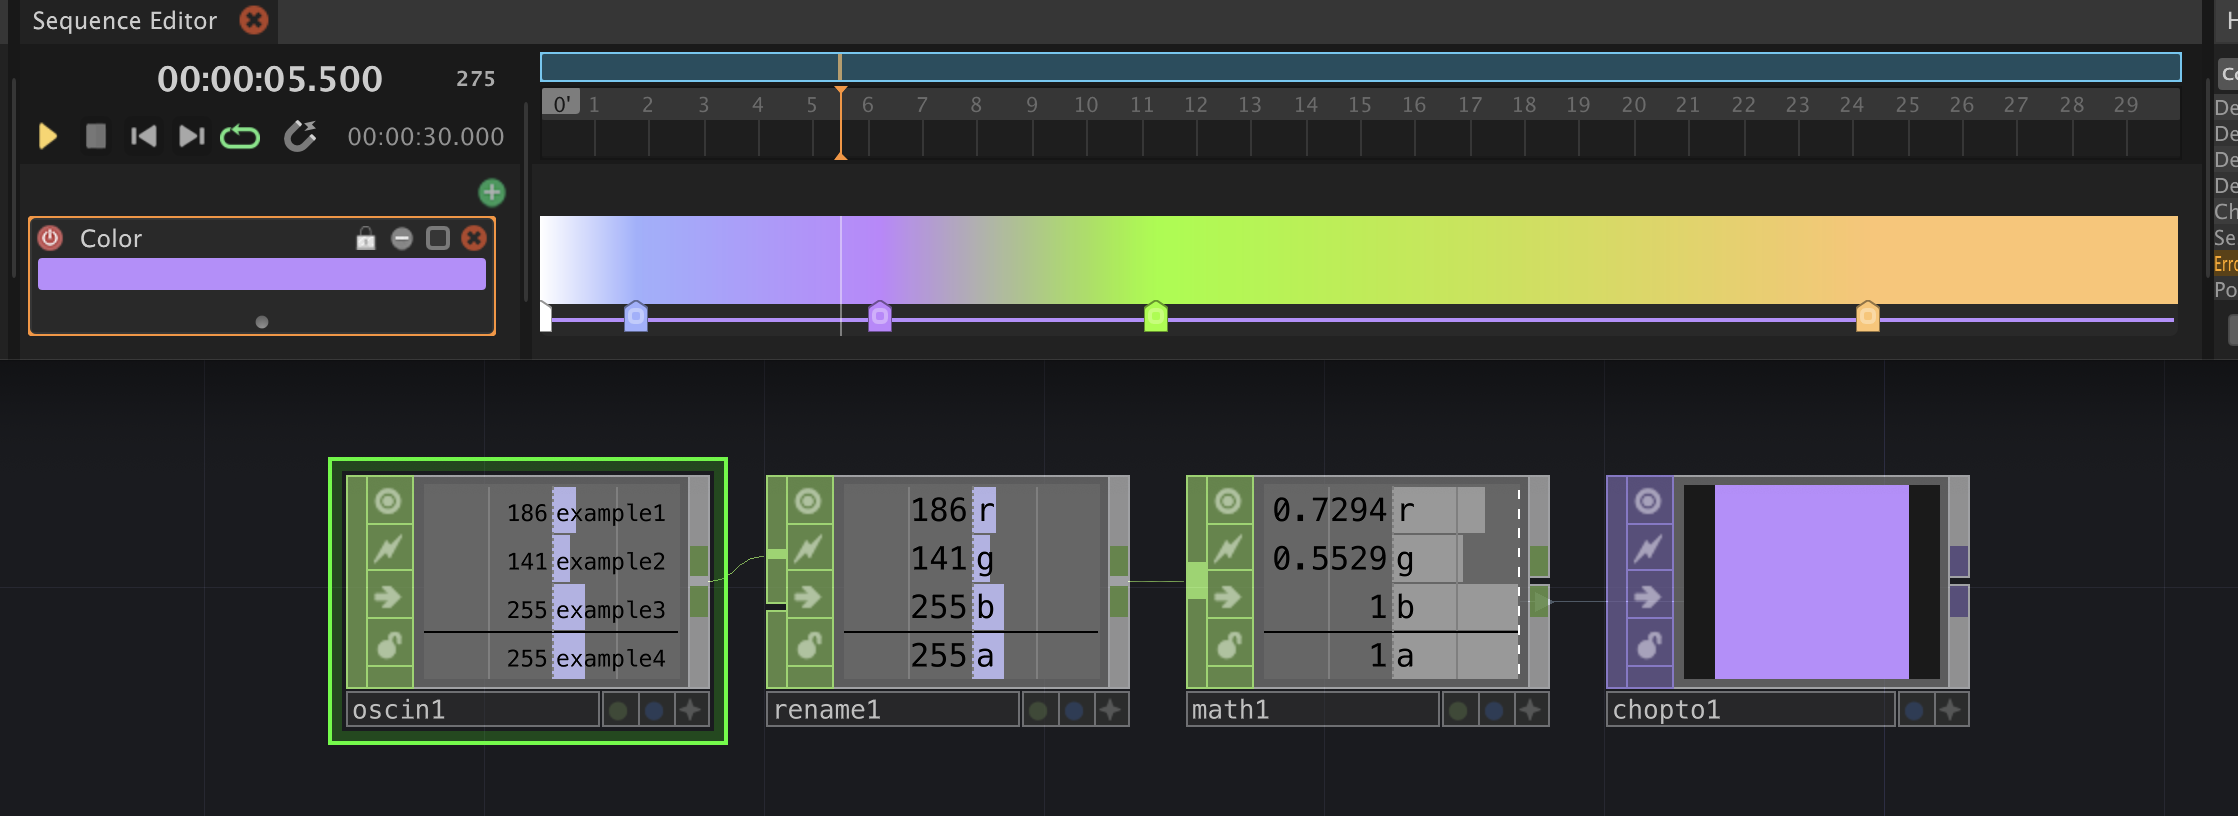 Sequence Editor
00:00:05.500 275
00:00:30.000
0' 1 2 3 4 5 6 7 8 9 10 11 12 13 14 15 16 17 18 19 20 21 22 23 24 25 26 27 28 29
Color
De
De
De
De
Ch
Se
Po
186 example1
141 example2
255 example3
255 example4
oscin1
186 r
141 g
255 b
255 a
rename1
0.7294 r
0.5529 g
1 b
1 a
math1
chopto1